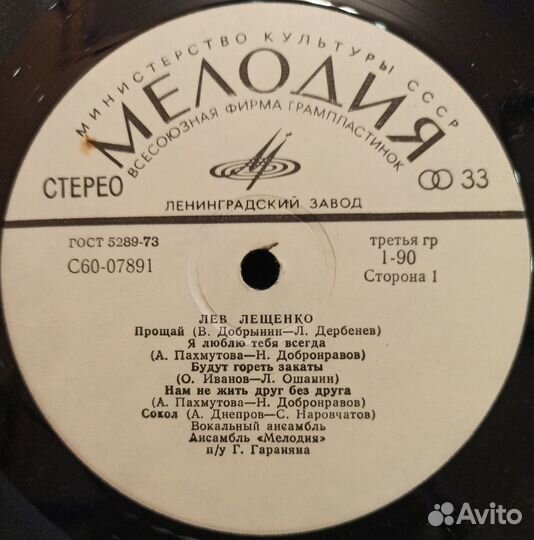 МИНИСТЕРСТВО КУЛЬТУРЫ СССР
МЕЛОДИЯ
ВСЕСОЮЗНАЯ ФИРМА ГРАМПЛАСТИНОК
СТЕРЕО
33
ЛЕНИНГРАДСКИЙ ЗАВОД
ГОСТ 5289-73
третья гр
С60-07891
1-90
Сторона 1
ЛЕВ ЛЕЩЕНКО
Прощай (В. Добрынин—Л. Дербенев)
Я люблю тебя всегда
(А. Пахмутова—Н. Добронравов)
Будут гореть закаты
(О. Иванов—Л. Ошанин)
Нам не жить друг без друга
(А. Пахмутова—Н. Добронравов)
Сокол (А. Днепров—С. Наровчатов)
Вокальный ансамбль
Ансамбль «Мелодия»
п/у Г. Гараняна
Avito